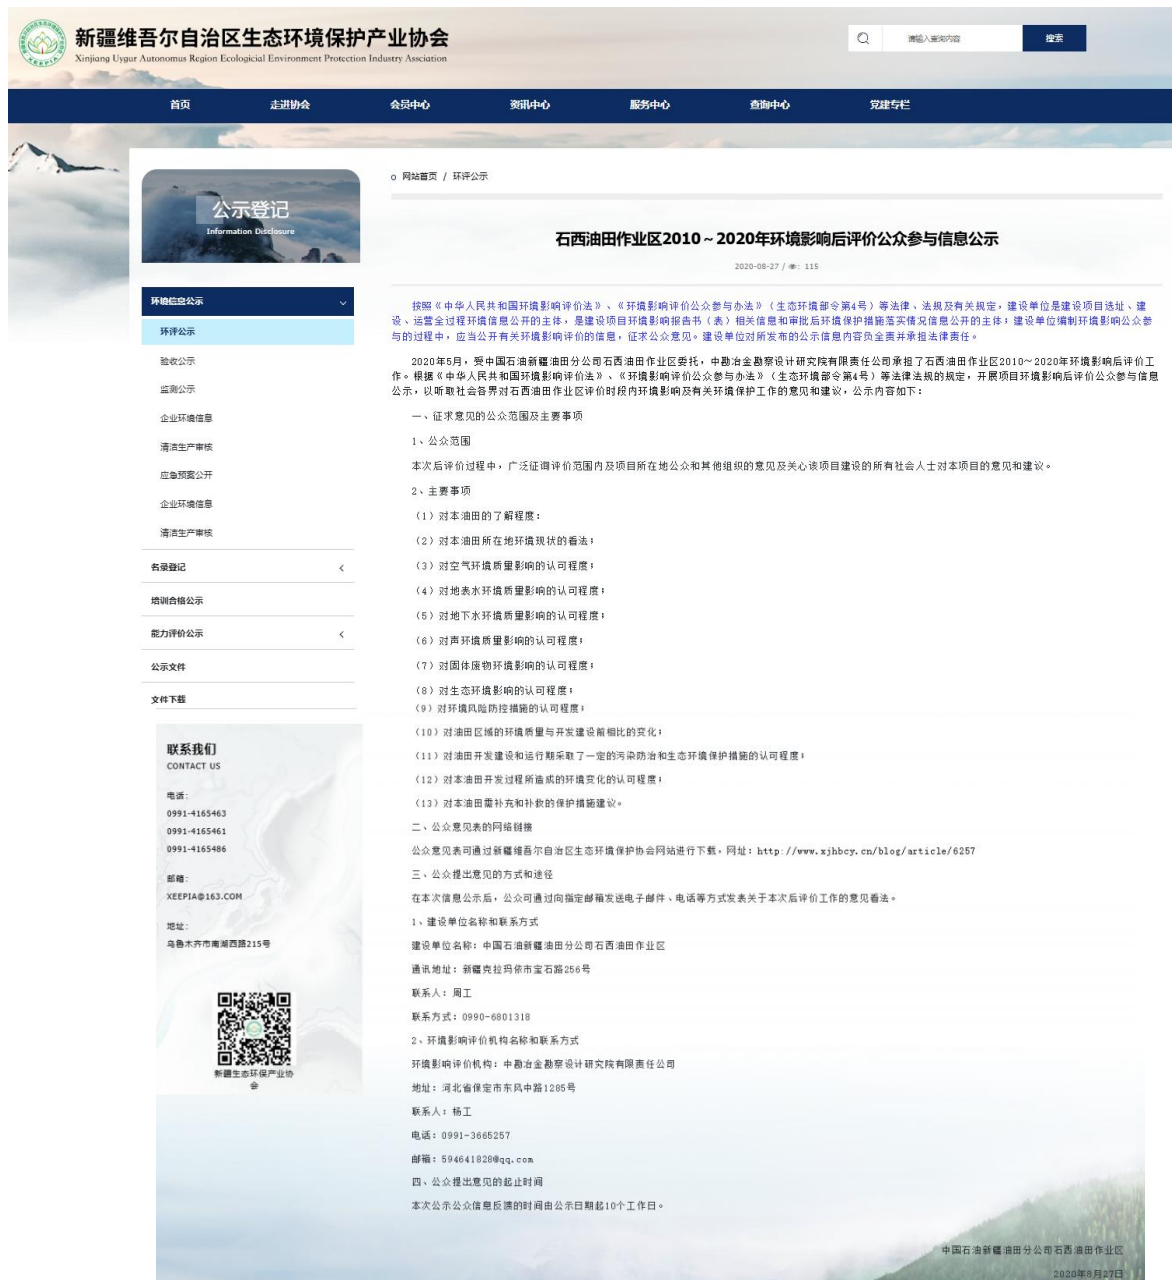 新疆维吾尔自治区生态环境保护产业协会
Xinjiang Uygur Autonomus Region Ecologicial Environment Protection Industry Assciation
请输入查询内容
搜索
首页
走进协会
会员中心
资讯中心
服务中心
查询中心
党建专栏
公示登记
Information Disclosure
网站首页 / 环评公示
石西油田作业区2010～2020年环境影响后评价公众参与信息公示
2020-08-27 / : 115
环境信息公示
环评公示
验收公示
监测公示
企业环境信息
清洁生产审核
应急预案公开
企业环境信息
清洁生产审核
名录登记
培训合格公示
能力评价公示
公示文件
文件下载
按照《中华人民共和国环境影响评价法》、《环境影响评价公众参与办法》（生态环境部令第4号）等法律、法规及有关规定，建设单位是建设项目选址、建
设、运营全过程环境信息公开的主体，是建设项目环境影响报告书（表）相关信息和审批后环境保护措施落实情况信息公开的主体；建设单位编制环境影响公众参
与的过程中，应当公开有关环境影响评价的信息，征求公众意见。建设单位对所发布的公示信息内容负全责并承担法律责任。
2020年5月，受中国石油新疆油田分公司石西油田作业区委托，中勘冶金勘察设计研究院有限责任公司承担了石西油田作业区2010～2020年环境影响后评价工
作。根据《中华人民共和国环境影响评价法》、《环境影响评价公众参与办法》（生态环境部令第4号）等法律法规的规定，开展项目环境影响后评价公众参与信息
公示，以听取社会各界对石西油田作业区评价时段内环境影响及有关环境保护工作的意见和建议，公示内容如下：
一、征求意见的公众范围及主要事项
1、公众范围
本次后评价过程中，广泛征询评价范围内及项目所在地公众和其他组织的意见及关心该项目建设的所有社会人士对本项目的意见和建议。
2、主要事项
（1）对本油田的了解程度：
（2）对本油田所在地环境现状的看法；
（3）对空气环境质量影响的认可程度；
（4）对地表水环境质量影响的认可程度；
（5）对地下水环境质量影响的认可程度；
（6）对声环境质量影响的认可程度；
（7）对固体废物环境影响的认可程度；
（8）对生态环境影响的认可程度；
（9）对环境风险防控措施的认可程度；
（10）对油田区域的环境质量与开发建设前相比的变化；
（11）对油田开发建设和运行期采取了一定的污染防治和生态环境保护措施的认可程度；
（12）对本油田开发过程所造成的环境变化的认可程度；
（13）对本油田需补充和补救的保护措施建议。
二、公众意见表的网络链接
公众意见表可通过新疆维吾尔自治区生态环境保护协会网站进行下载，网址：http://www.xjhbcy.cn/blog/article/6257
三、公众提出意见的方式和途径
在本次信息公示后，公众可通过向指定邮箱发送电子邮件、电话等方式发表关于本次后评价工作的意见看法。
1、建设单位名称和联系方式
建设单位名称：中国石油新疆油田分公司石西油田作业区
通讯地址：新疆克拉玛依市宝石路256号
联系人：周工
联系方式：0990-6801318
2、环境影响评价机构名称和联系方式
环境影响评价机构：中勘冶金勘察设计研究院有限责任公司
地址：河北省保定市东风中路1285号
联系人：杨工
电话：0991-3665257
邮箱：594641828@qq.com
四、公众提出意见的起止时间
本次公示公众信息反馈的时间由公示日期起10个工作日。
中国石油新疆油田分公司石西油田作业区
2020年8月27日
联系我们
CONTACT US
电话：
0991-4165463
0991-4165461
0991-4165486
邮箱：
XEEPIA@163.COM
地址：
乌鲁木齐市南湖西路215号
新疆生态环保产业协
会